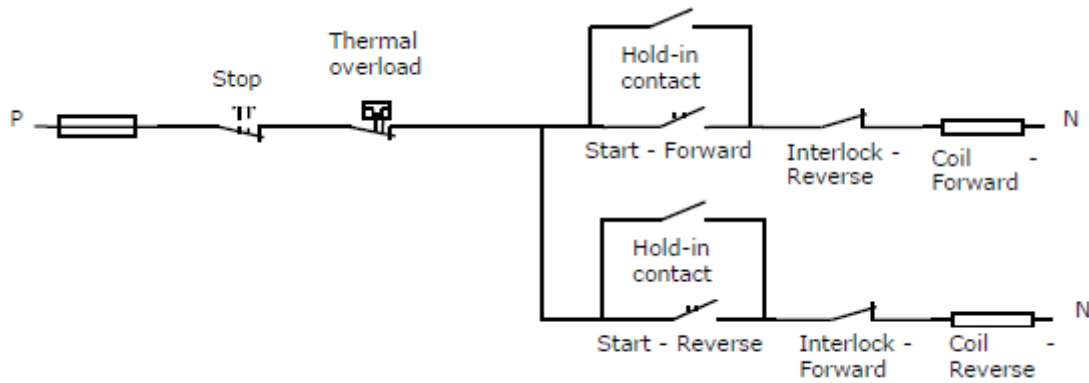 Thermal
overload
Stop
P
Hold-in
contact
N
Start - Forward
Interlock -
Reverse
Coil -
Forward
Hold-in
contact
N
Start - Reverse
Interlock -
Forward
Coil -
Reverse